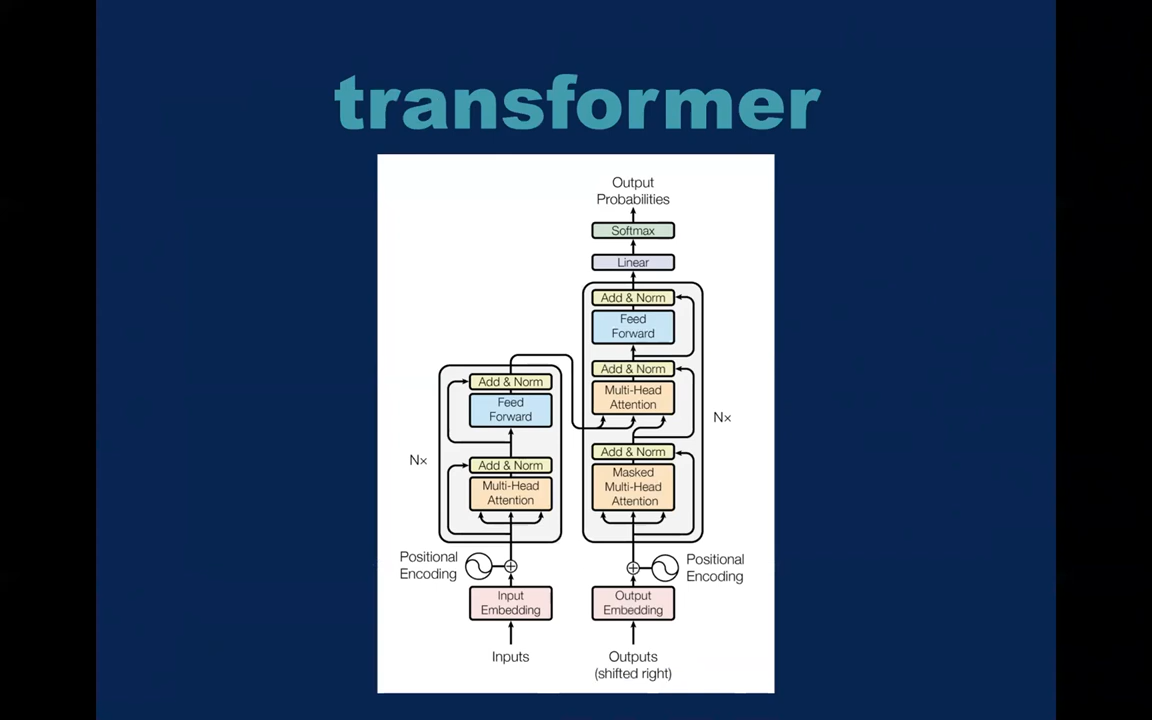 transformer
Output
Probabilities
Softmax
Linear
Add & Norm
Feed
Forward
Add & Norm
Multi-Head
Attention
Nx
Add & Norm
Masked
Multi-Head
Attention
Add & Norm
Feed
Forward
Nx
Add & Norm
Multi-Head
Attention
Positional
Encoding
Positional
Encoding
Input
Embedding
Output
Embedding
Inputs
Outputs
(shifted right)